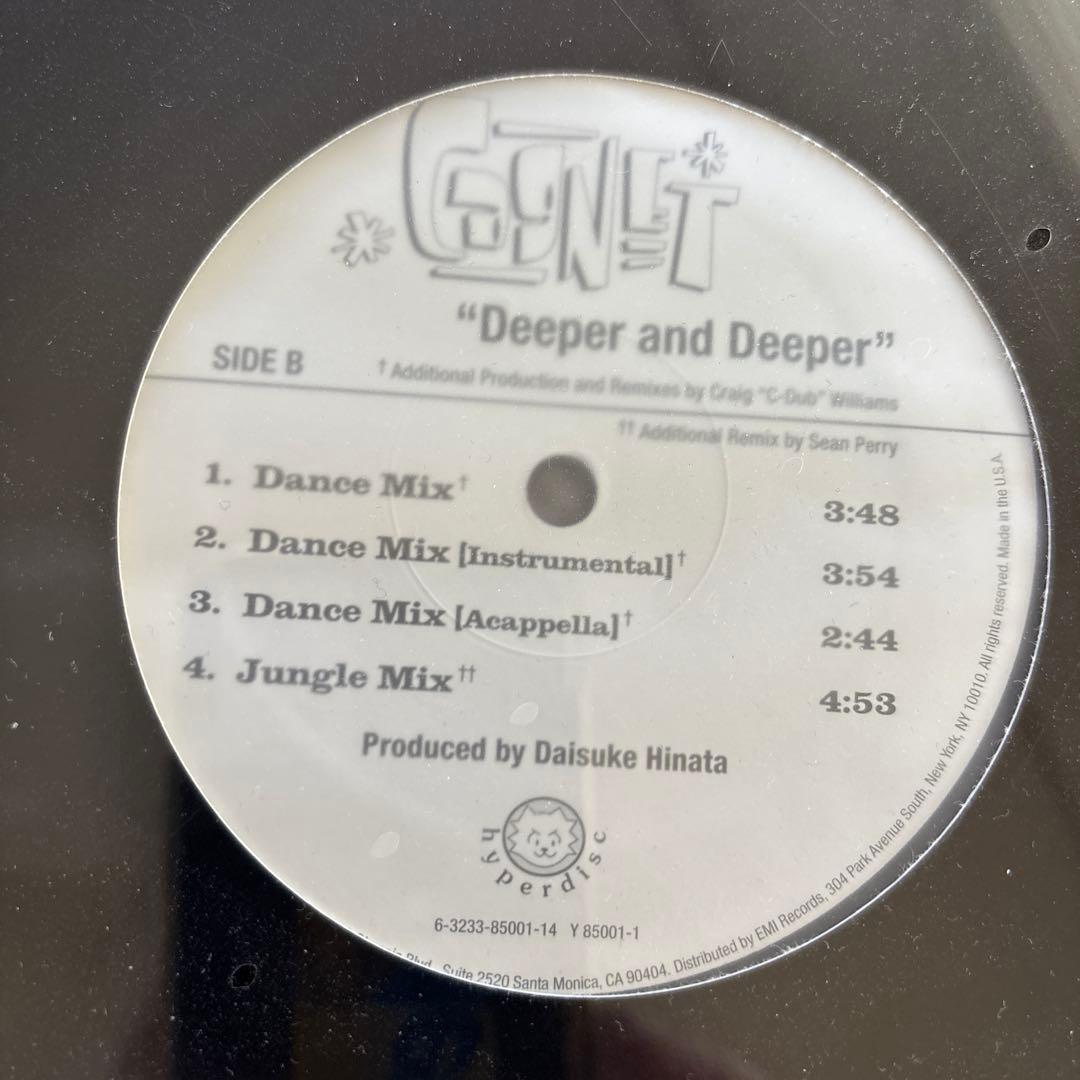 "Deeper and Deeper"
SIDE B
† Additional Production and Remixes by Craig "C-Dub" Williams
†† Additional Remix by Sean Perry
1. Dance Mix† 3:48
2. Dance Mix [Instrumental]† 3:54
3. Dance Mix [Acappella]† 2:44
4. Jungle Mix†† 4:53
Produced by Daisuke Hinata
hyperdisc
6-3233-85001-14 Y 85001-1
Blvd., Suite 2520 Santa Monica, CA 90404. Distributed by EMI Records, 304 Park Avenue South, New York, NY 10010. All rights reserved. Made in the U.S.A.